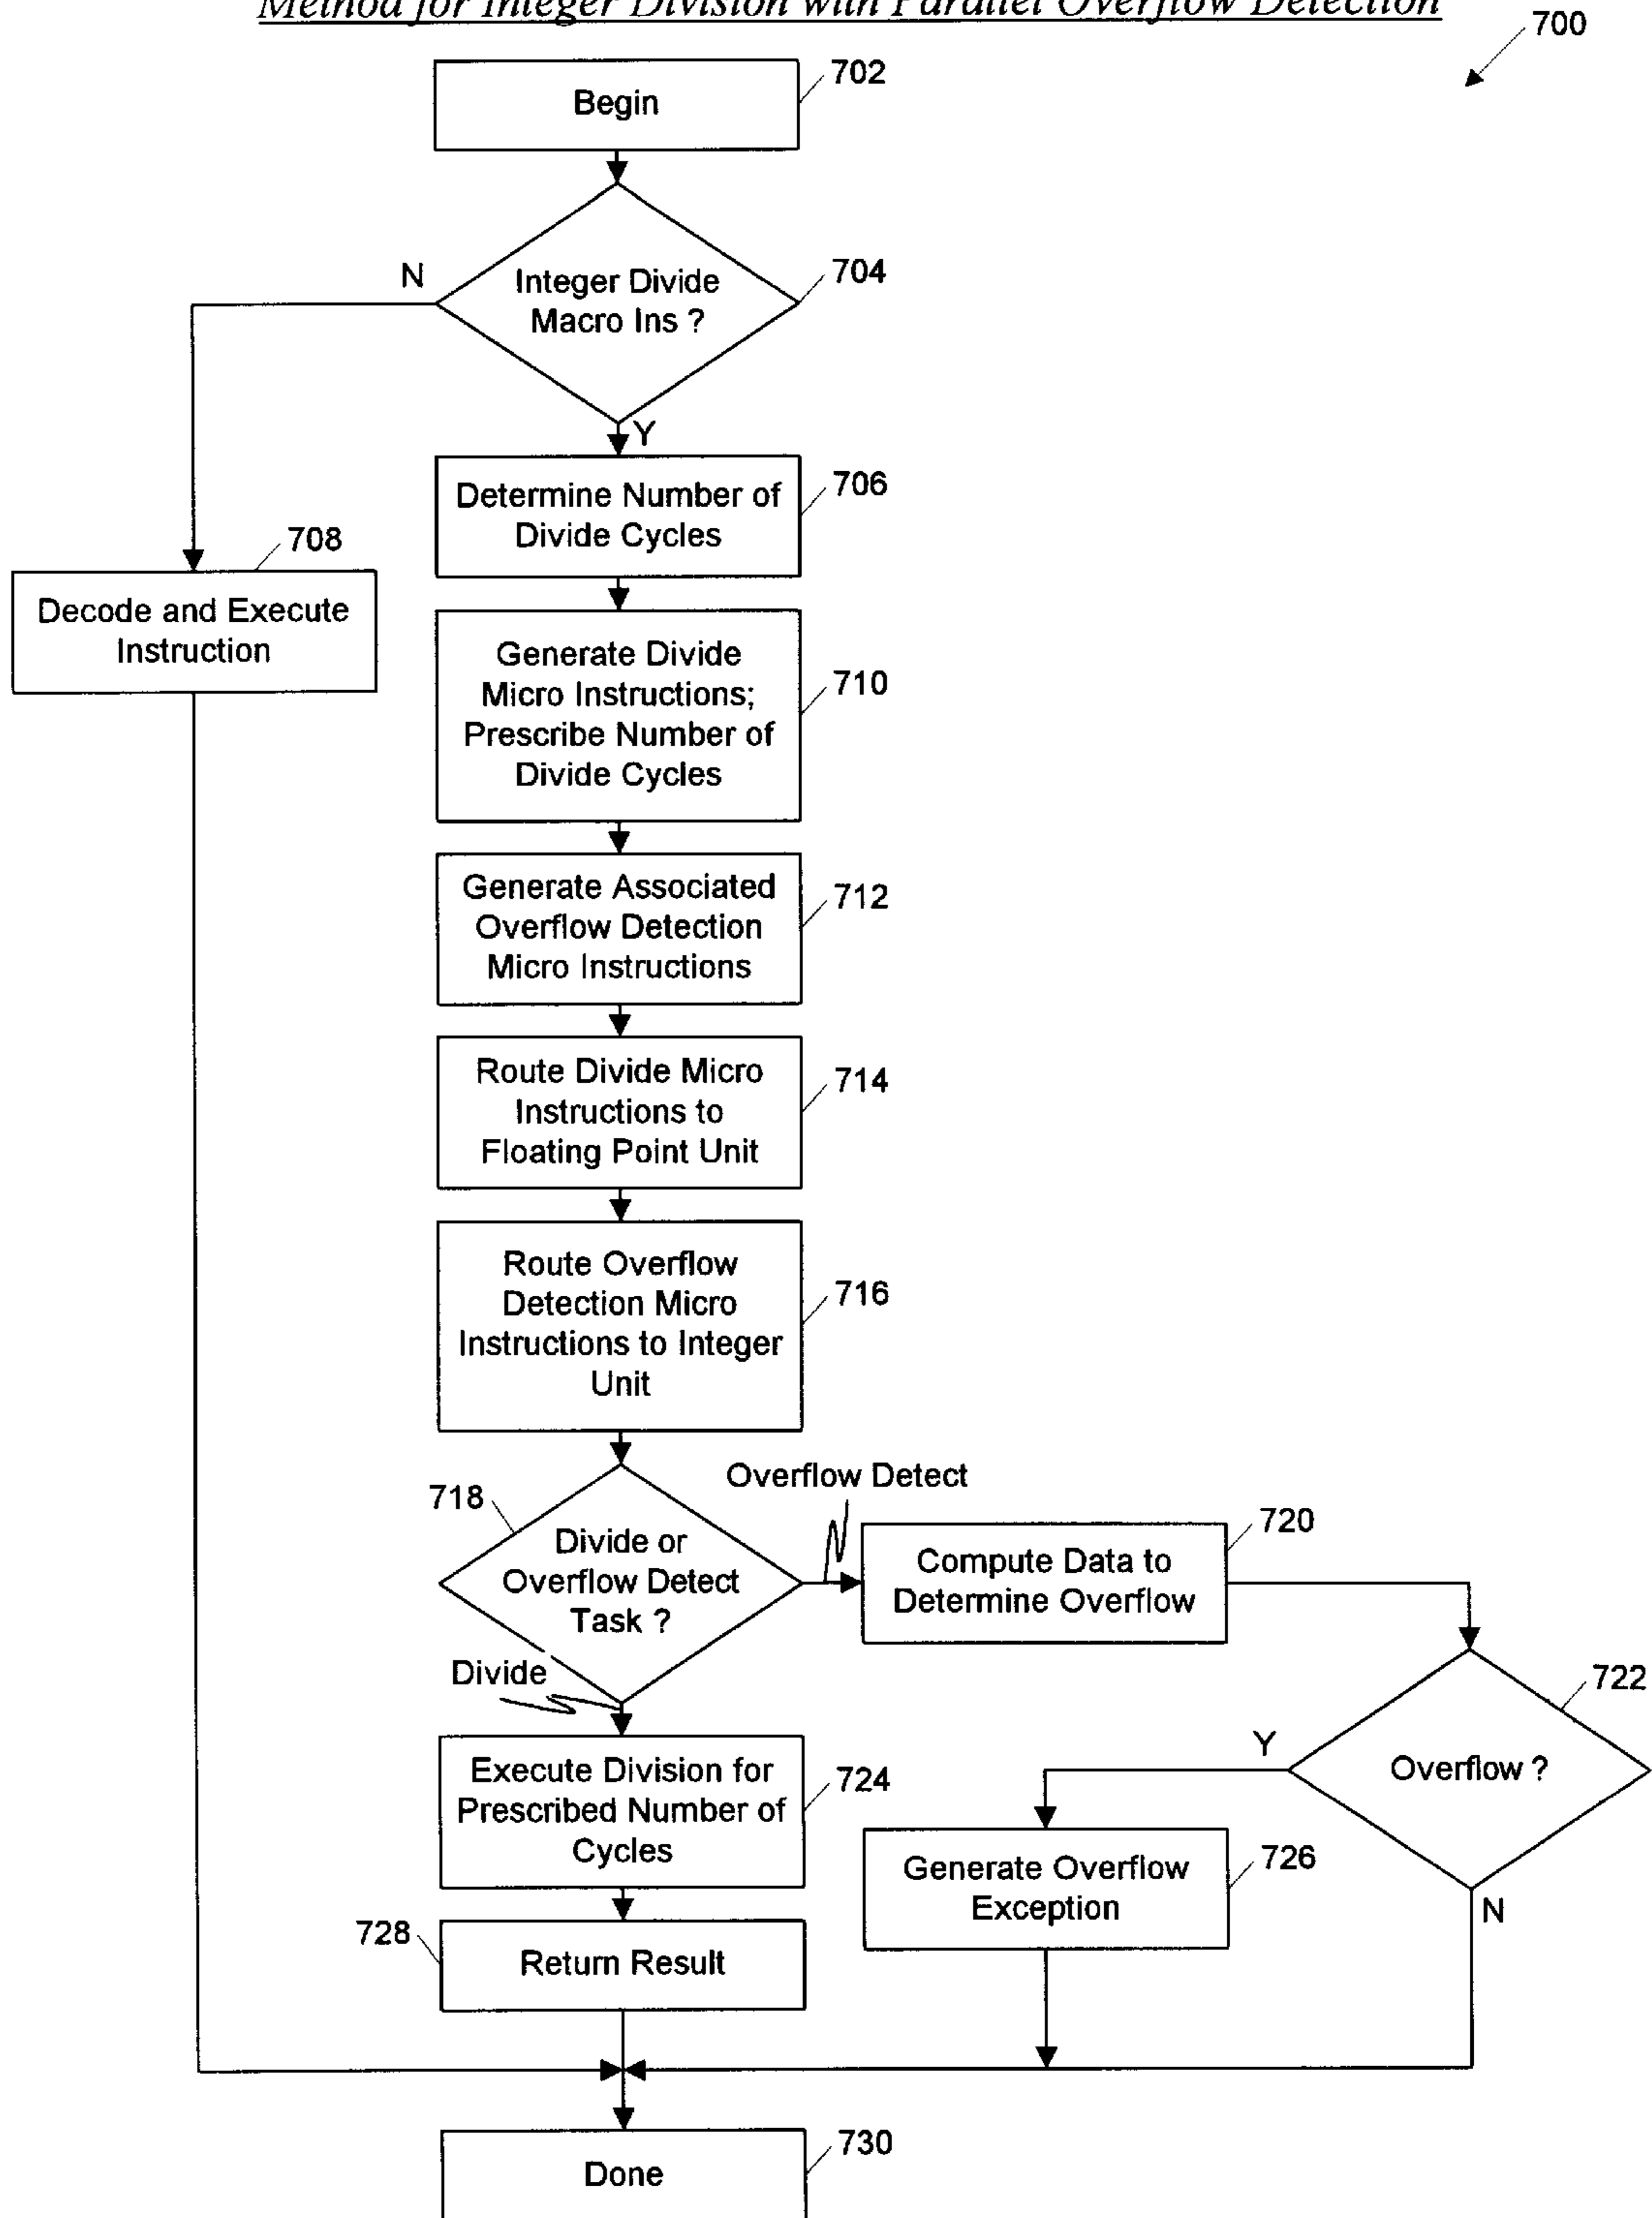 Method for Integer Division with Parallel Overflow Detection
700
Begin
702
Integer Divide
Macro Ins ?
704
N
Y
Determine Number of
Divide Cycles
706
708
Decode and Execute
Instruction
Generate Divide
Micro Instructions;
Prescribe Number of
Divide Cycles
710
Generate Associated
Overflow Detection
Micro Instructions
712
Route Divide Micro
Instructions to
Floating Point Unit
714
Route Overflow
Detection Micro
Instructions to Integer
Unit
716
718
Divide or
Overflow Detect
Task ?
Overflow Detect
Divide
Compute Data to
Determine Overflow
720
Overflow ?
722
Y
N
Execute Division for
Prescribed Number of
Cycles
724
Generate Overflow
Exception
726
728
Return Result
Done
730